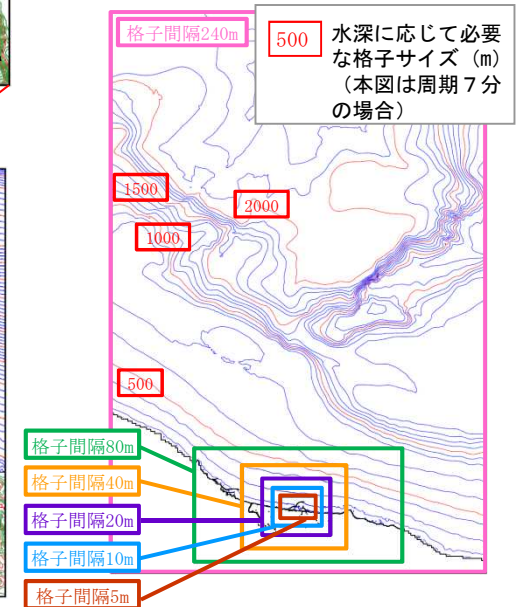 格子間隔240m
500
水深に応じて必要
な格子サイズ（m）
（本図は周期７分
の場合）
1500
2000
1000
500
格子間隔80m
格子間隔40m
格子間隔20m
格子間隔10m
格子間隔5m